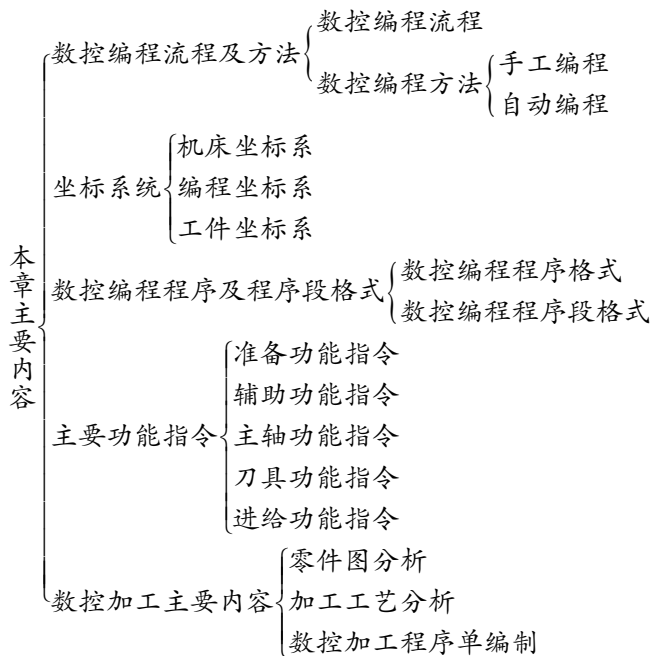 本章主要内容
数控编程流程及方法
数控编程流程
数控编程方法
手工编程
自动编程
坐标系统
机床坐标系
编程坐标系
工件坐标系
数控编程程序及程序段格式
数控编程程序格式
数控编程程序段格式
主要功能指令
准备功能指令
辅助功能指令
主轴功能指令
刀具功能指令
进给功能指令
数控加工主要内容
零件图分析
加工工艺分析
数控加工程序单编制